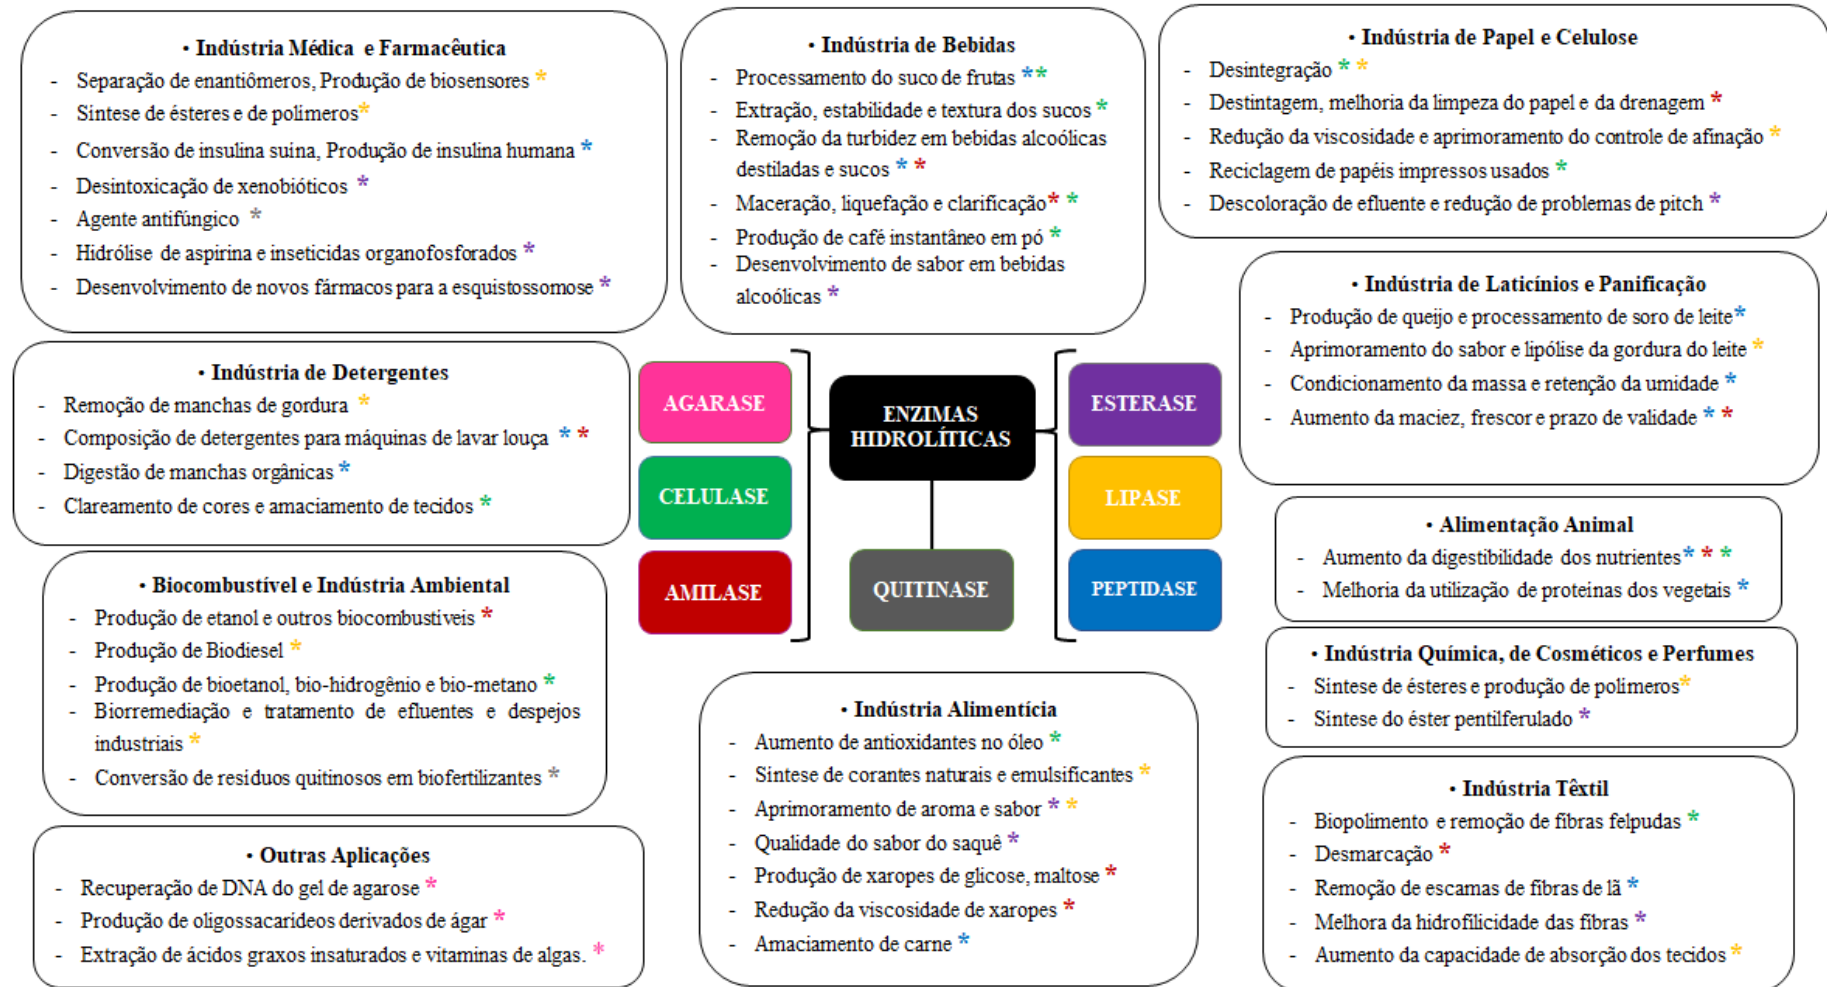 • Indústria Médica e Farmacêutica
- Separação de enantiômeros, Produção de biosensores *
- Síntese de ésteres e de polímeros*
- Conversão de insulina suína, Produção de insulina humana *
- Desintoxicação de xenobióticos *
- Agente antifúngico *
- Hidrólise de aspirina e inseticidas organofosforados *
- Desenvolvimento de novos fármacos para a esquistossomose *
• Indústria de Bebidas
- Processamento do suco de frutas **
- Extração, estabilidade e textura dos sucos *
- Remoção da turbidez em bebidas alcoólicas
destiladas e sucos * *
- Maceração, liquefação e clarificação* *
- Produção de café instantâneo em pó *
- Desenvolvimento de sabor em bebidas
alcoólicas *
• Indústria de Papel e Celulose
- Desintegração * *
- Destintagem, melhoria da limpeza do papel e da drenagem *
- Redução da viscosidade e aprimoramento do controle de afinação *
- Reciclagem de papéis impressos usados *
- Descoloração de efluente e redução de problemas de pitch *
• Indústria de Laticínios e Panificação
- Produção de queijo e processamento de soro de leite*
- Aprimoramento do sabor e lipólise da gordura do leite *
- Condicionamento da massa e retenção da umidade *
- Aumento da maciez, frescor e prazo de validade * *
• Indústria de Detergentes
- Remoção de manchas de gordura *
- Composição de detergentes para máquinas de lavar louça * *
- Digestão de manchas orgânicas *
- Clareamento de cores e amaciamento de tecidos *
AGARASE
CELULASE
AMILASE
ENZIMAS
HIDROLÍTICAS
QUITINASE
ESTERASE
LIPASE
PEPTIDASE
• Alimentação Animal
- Aumento da digestibilidade dos nutrientes* * *
- Melhoria da utilização de proteínas dos vegetais *
• Biocombustível e Indústria Ambiental
- Produção de etanol e outros biocombustíveis *
- Produção de Biodiesel *
- Produção de bioetanol, bio-hidrogênio e bio-metano *
- Biorremediação e tratamento de efluentes e despejos
industriais *
- Conversão de resíduos quitinosos em biofertilizantes *
• Indústria Química, de Cosméticos e Perfumes
- Síntese de ésteres e produção de polímeros*
- Síntese do éster pentilferulado *
• Indústria Alimentícia
- Aumento de antioxidantes no óleo *
- Síntese de corantes naturais e emulsificantes *
- Aprimoramento de aroma e sabor * *
- Qualidade do sabor do saquê *
- Produção de xaropes de glicose, maltose *
- Redução da viscosidade de xaropes *
- Amaciamento de carne *
• Indústria Têxtil
- Biopolimento e remoção de fibras felpudas *
- Desmarcação *
- Remoção de escamas de fibras de lã *
- Melhora da hidrofilicidade das fibras *
- Aumento da capacidade de absorção dos tecidos *
• Outras Aplicações
- Recuperação de DNA do gel de agarose *
- Produção de oligossacarídeos derivados de ágar *
- Extração de ácidos graxos insaturados e vitaminas de algas. *